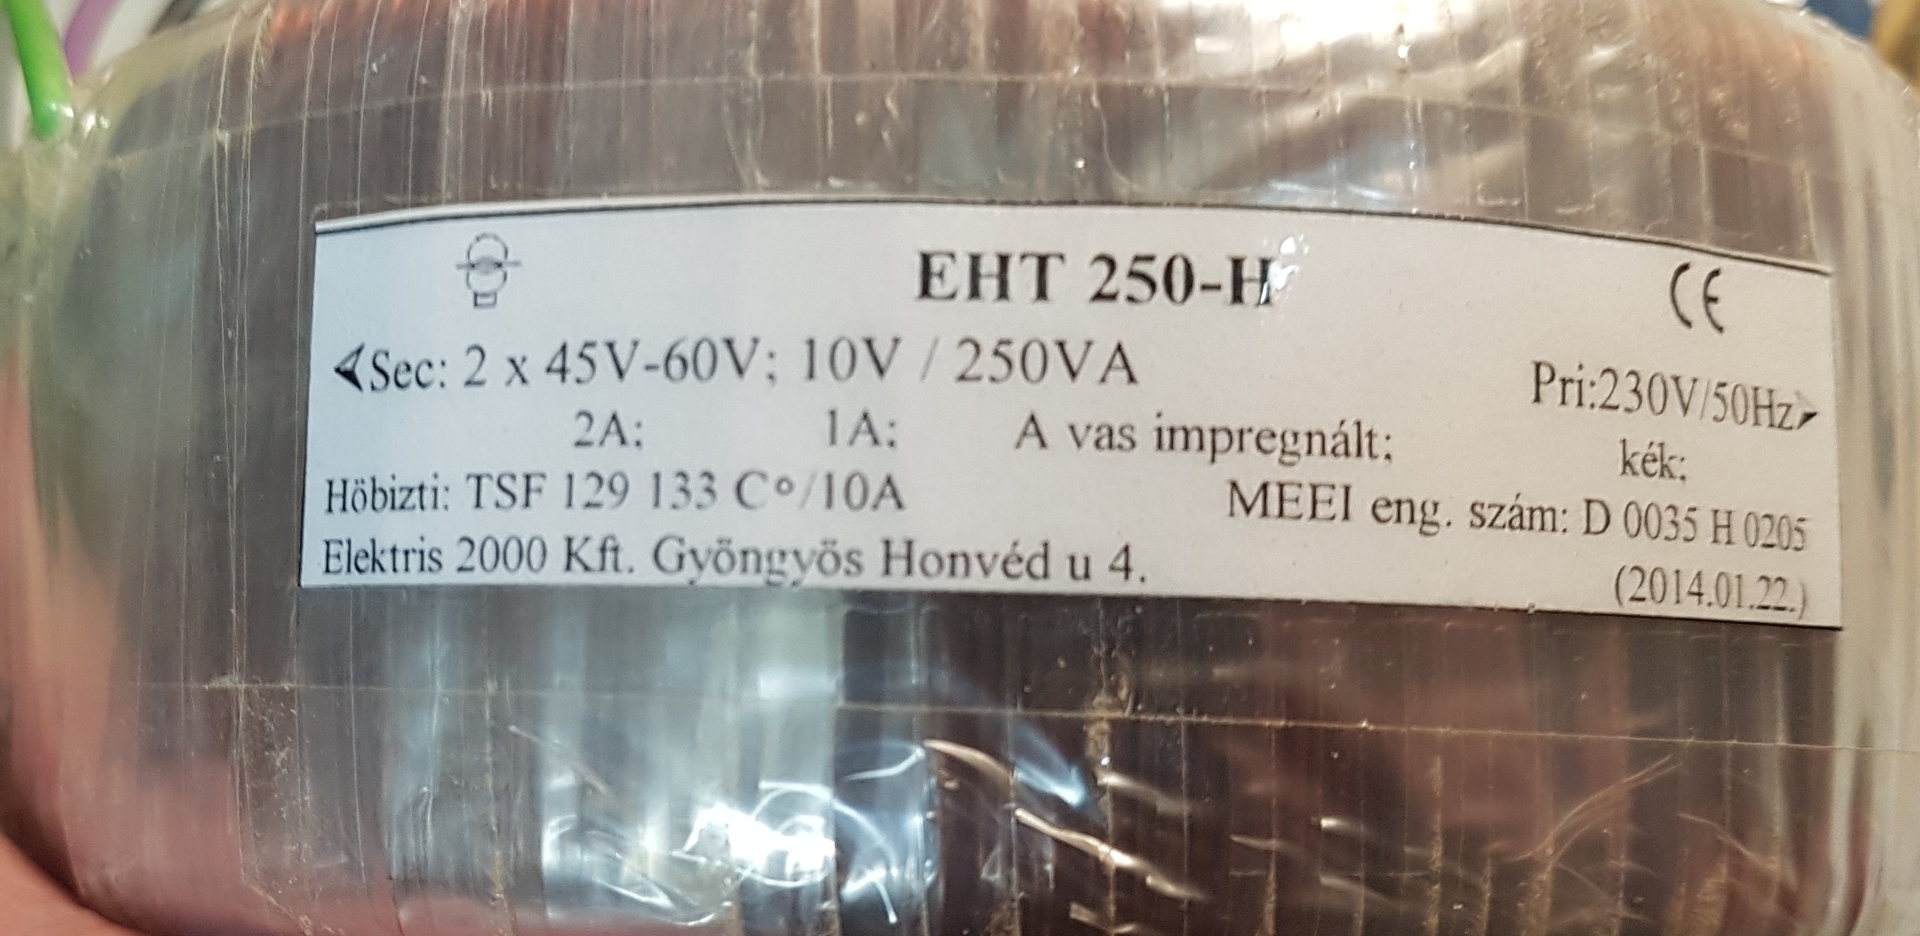 EHT 250-H
CE
Sec: 2 x 45V-60V; 10V / 250VA
Pri:230V/50Hz
2A; 1A; A vas impregnált; kék;
Höbizti: TSF 129 133 C°/10A
MEEI eng. szám: D 0035 H 0205
Elektris 2000 Kft. Gyöngyös Honvéd u 4.
(2014.01.22.)